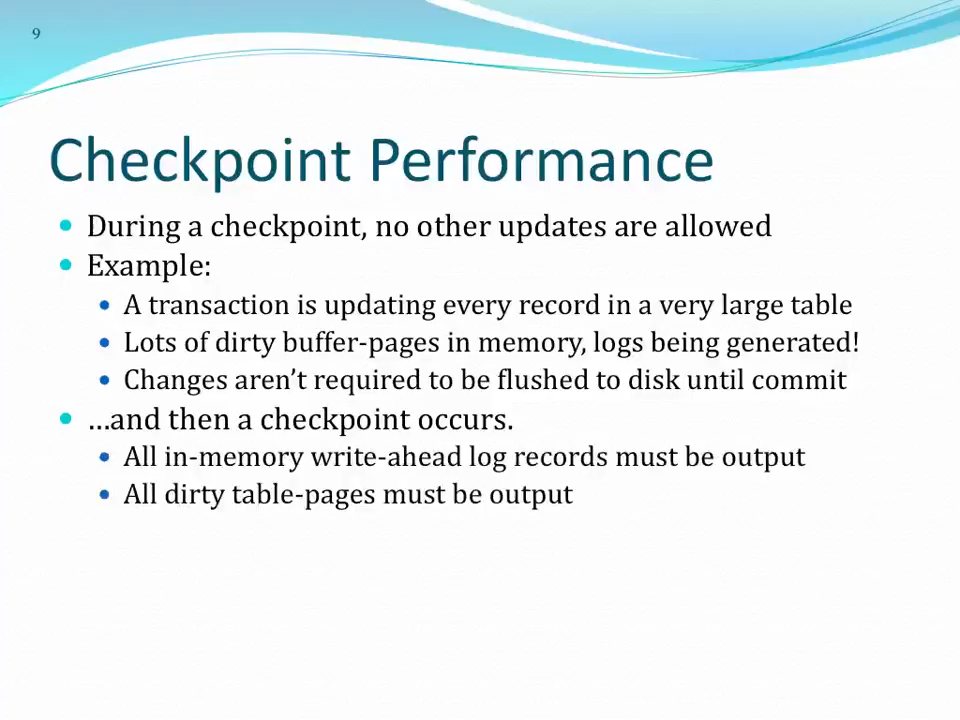 9
Checkpoint Performance
During a checkpoint, no other updates are allowed
Example:
A transaction is updating every record in a very large table
Lots of dirty buffer-pages in memory, logs being generated!
Changes aren't required to be flushed to disk until commit
…and then a checkpoint occurs.
All in-memory write-ahead log records must be output
All dirty table-pages must be output